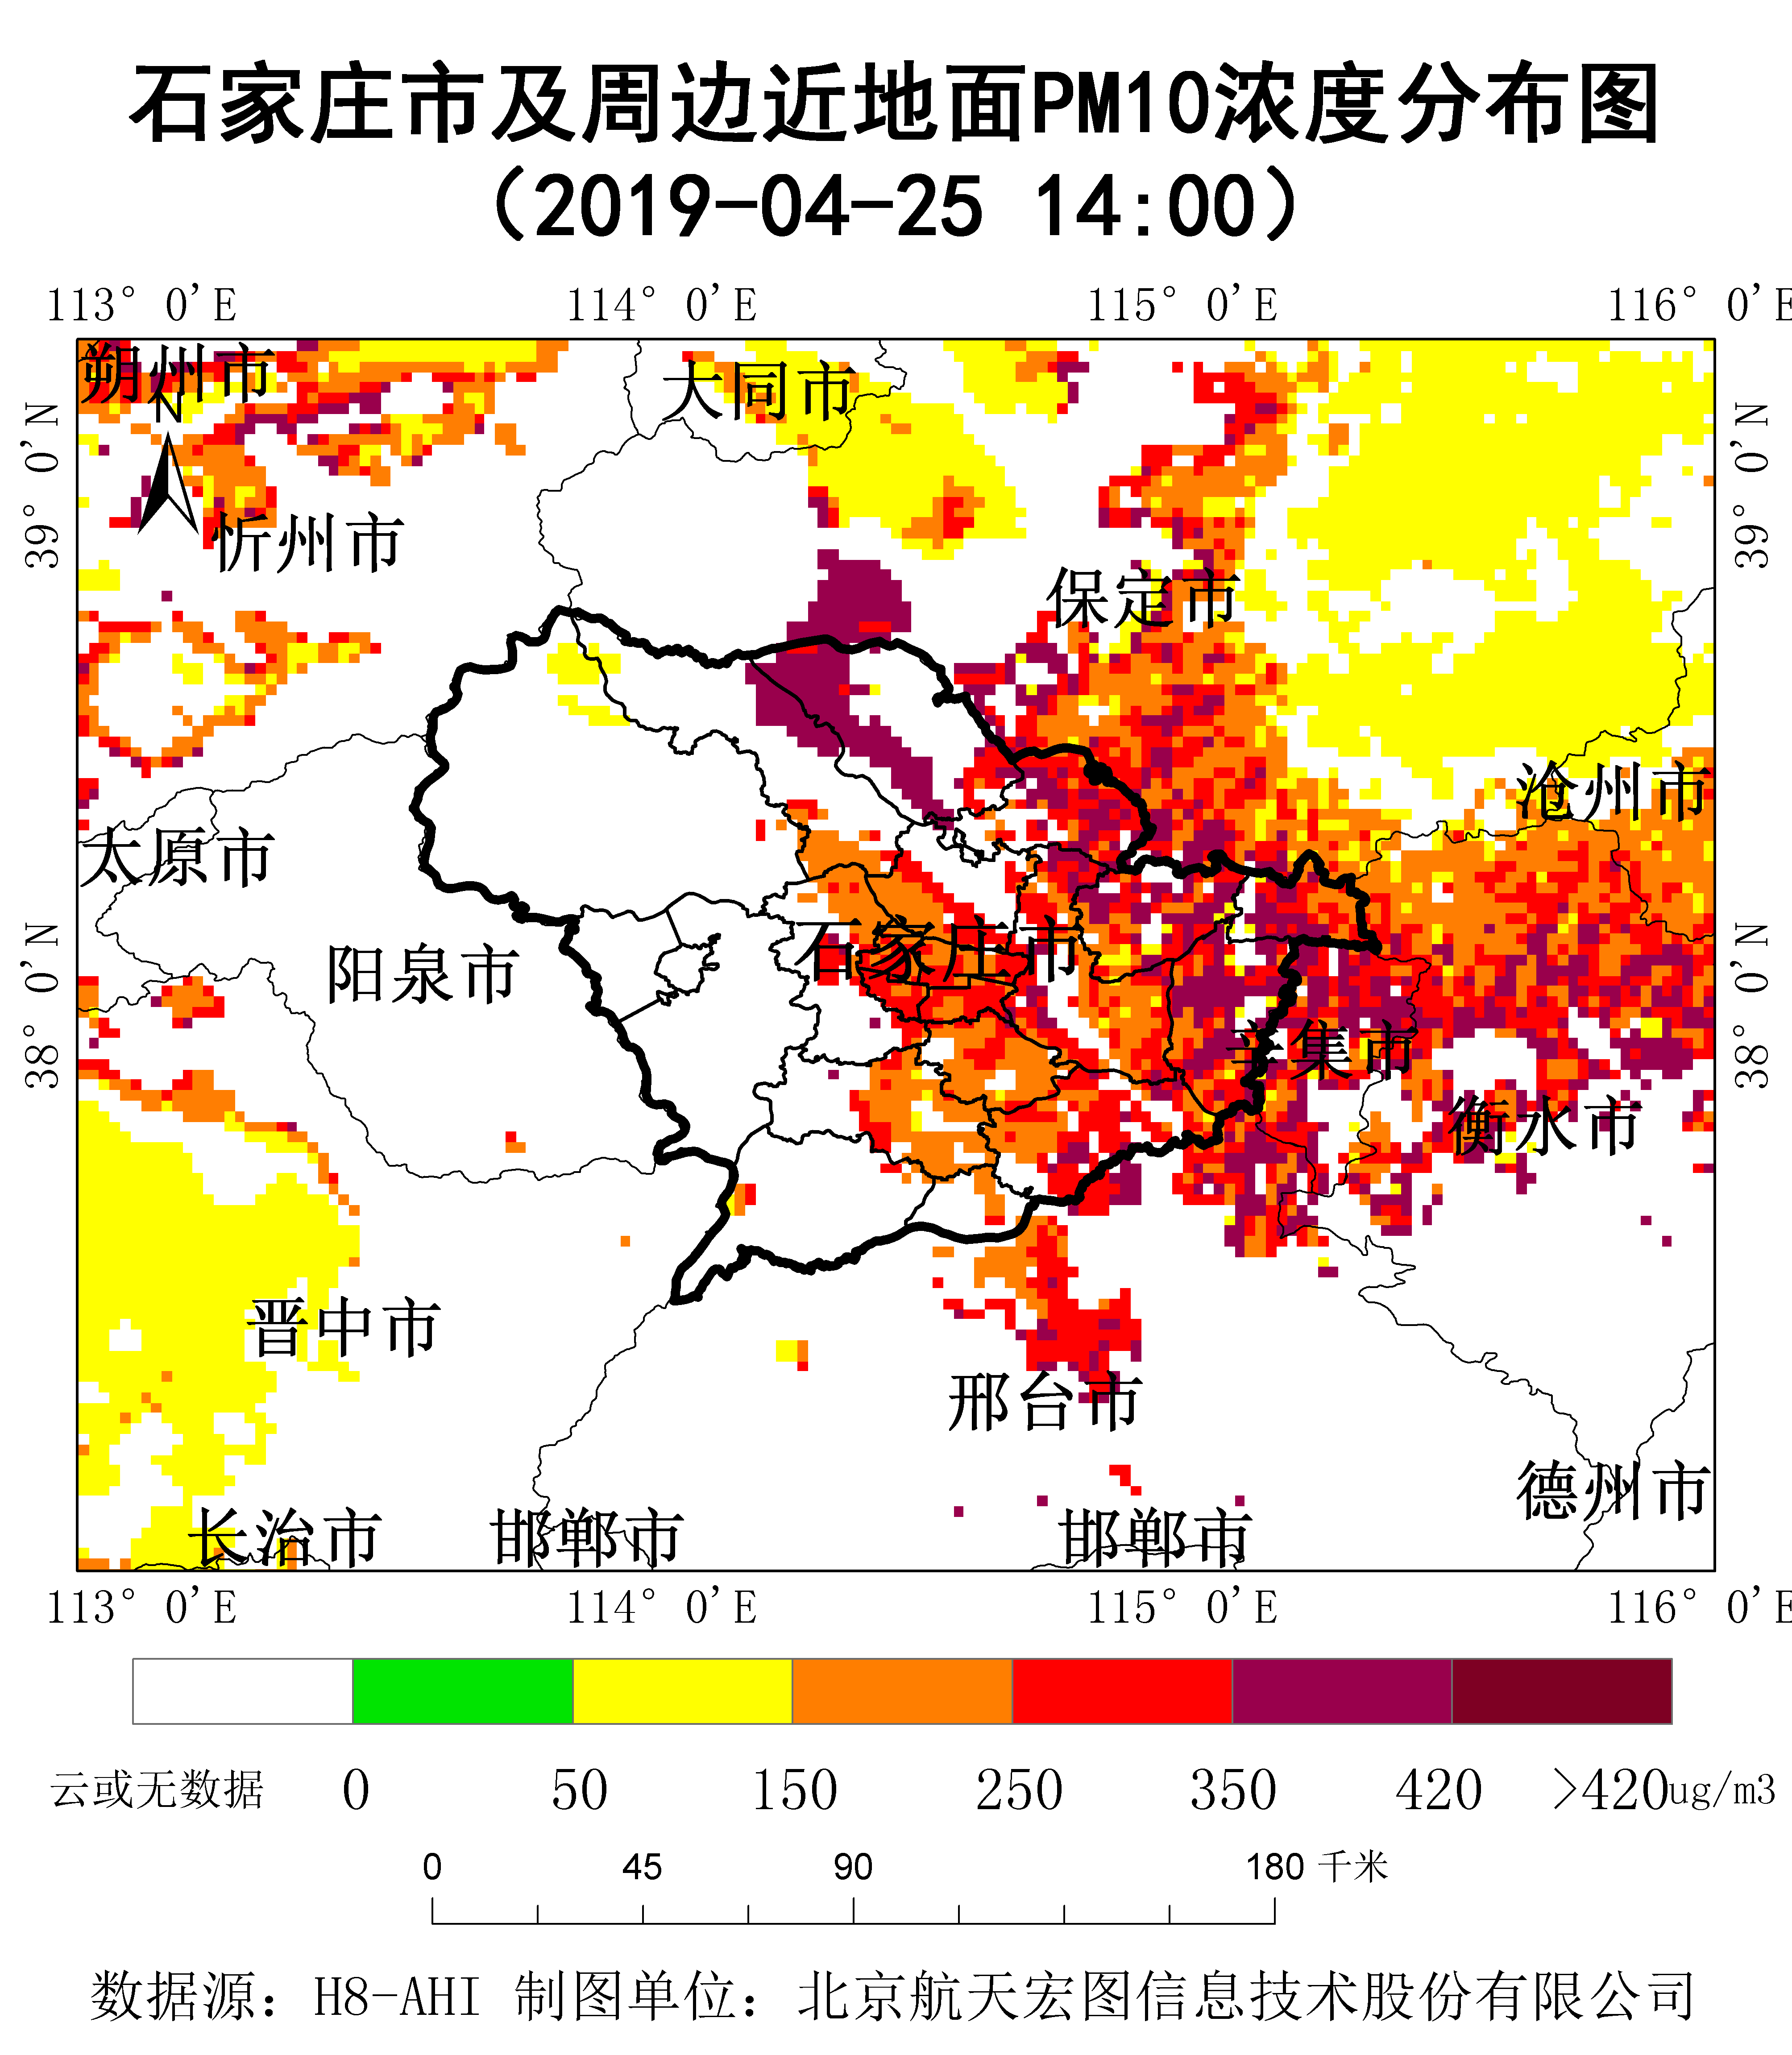 石家庄市及周边近地面PM10浓度分布图
(2019-04-25 14:00)
113° 0'E 114° 0'E 115° 0'E 116° 0'E
朔州市
大同市
N
39° 0'N
39° 0'N
忻州市
保定市
沧州市
太原市
石家庄市
阳泉市
38° 0'N
38° 0'N
辛集市
衡水市
晋中市
邢台市
德州市
长治市 邯郸市 邯郸市
113° 0'E 114° 0'E 115° 0'E 116° 0'E
云或无数据 0 50 150 250 350 420 >420ug/m3
0 45 90 180 千米
数据源：H8-AHI 制图单位：北京航天宏图信息技术股份有限公司